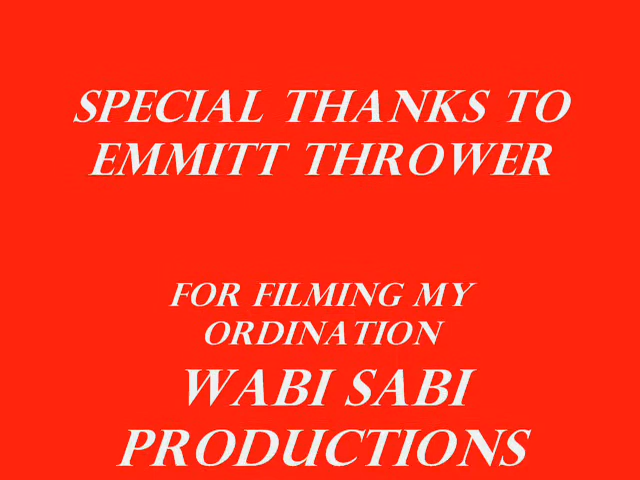 SPECIAL THANKS TO
EMMITT THROWER
FOR FILMING MY
ORDINATION
WABI SABI
PRODUCTIONS